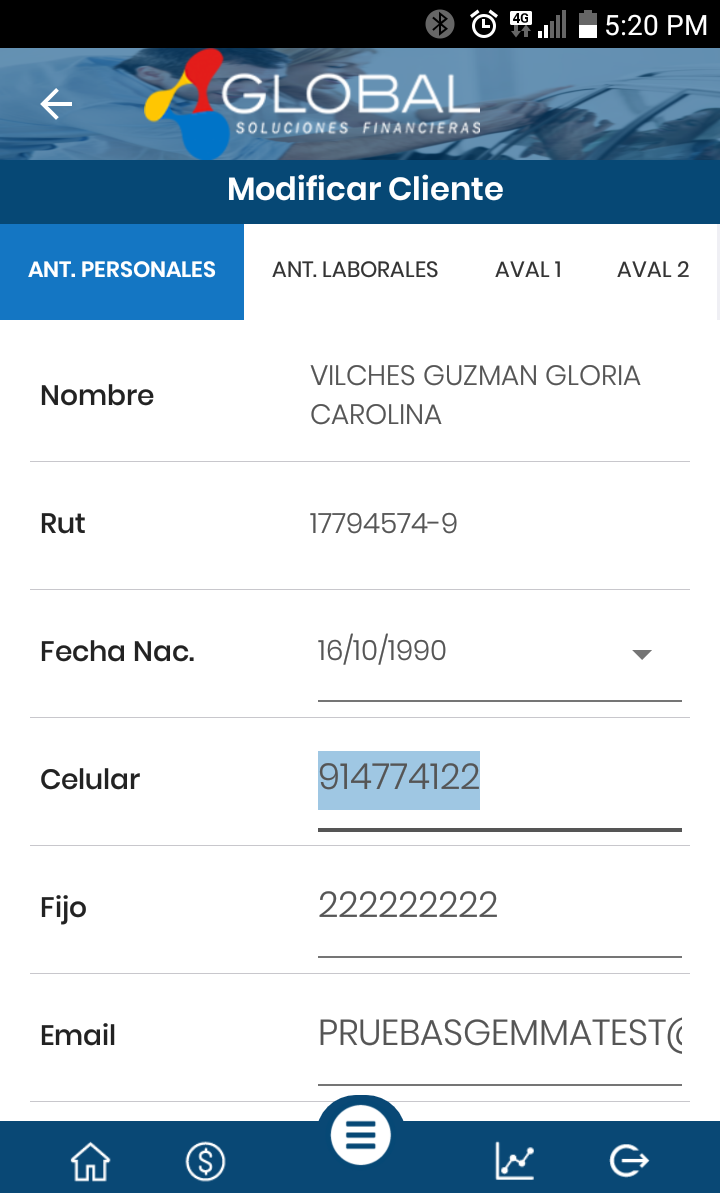 4G 5:20 PM
GLOBAL
SOLUCIONES FINANCIERAS
Modificar Cliente
ANT. PERSONALES ANT. LABORALES AVAL 1 AVAL 2
Nombre VILCHES GUZMAN GLORIA
CAROLINA
Rut 17794574-9
Fecha Nac. 16/10/1990
Celular 914774122
Fijo 222222222
Email PRUEBASGEMMATEST@